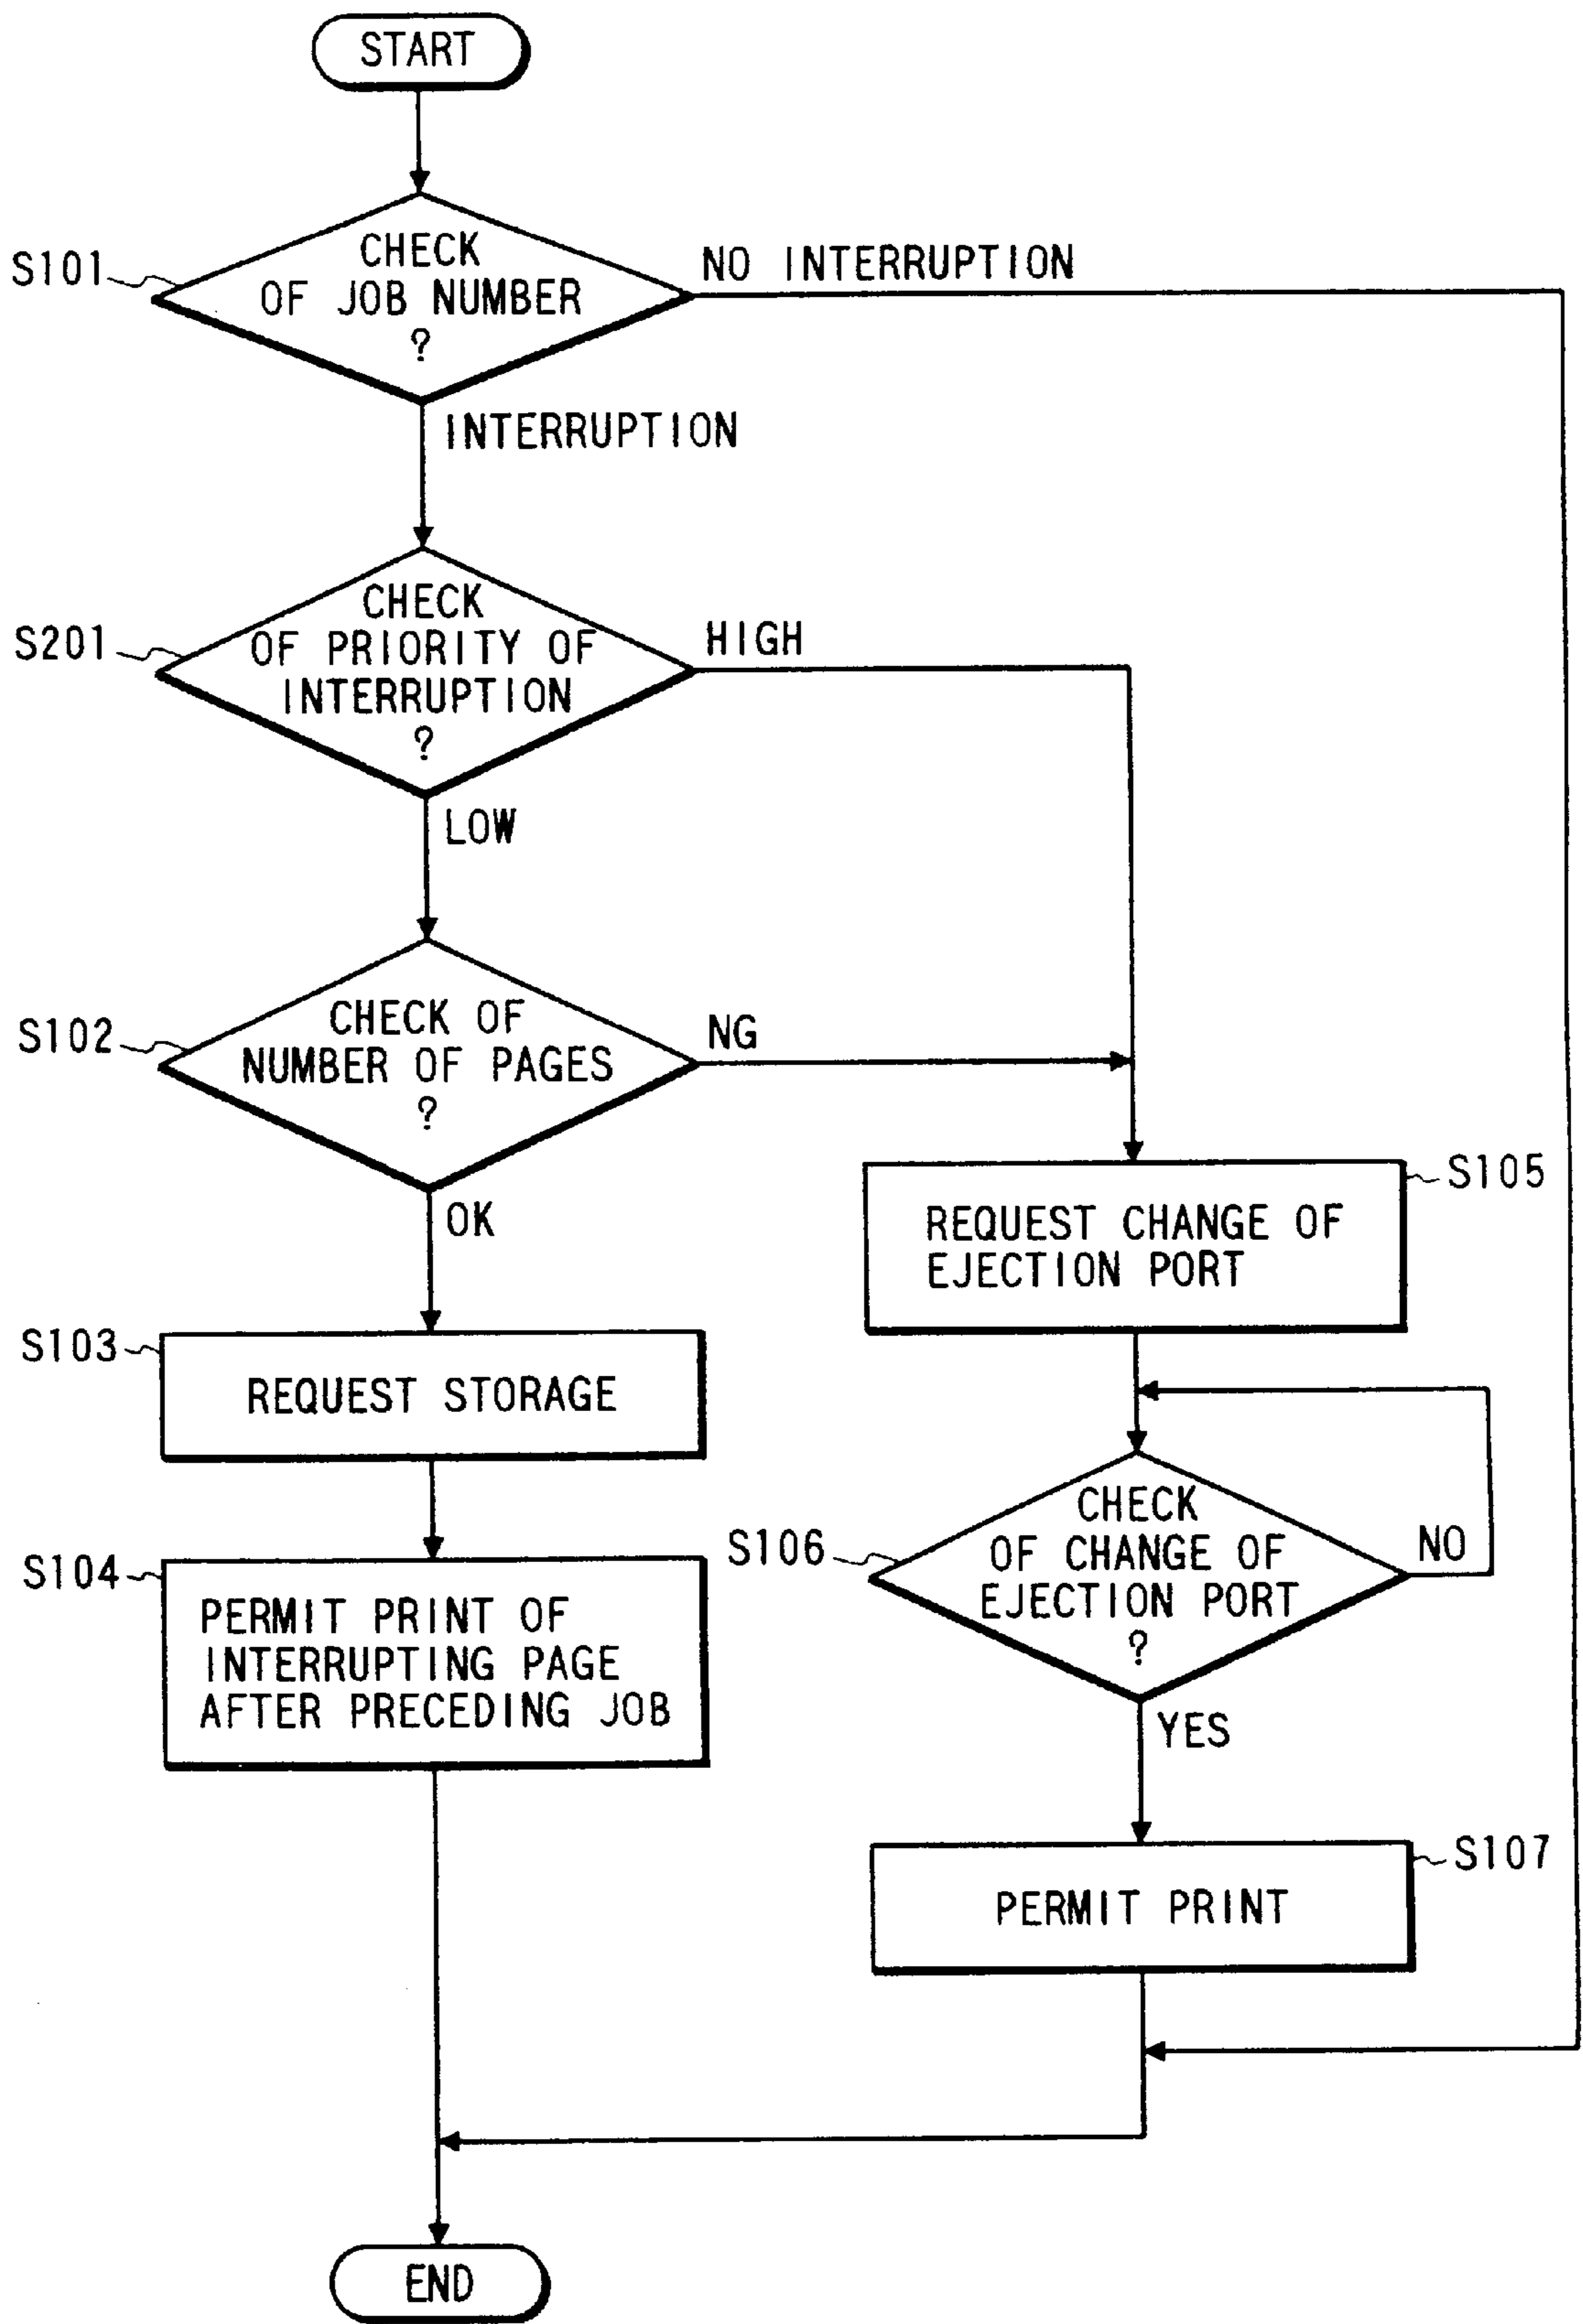 START
S101
CHECK
OF JOB NUMBER
?
NO INTERRUPTION
INTERRUPTION
S201
CHECK
OF PRIORITY OF
INTERRUPTION
?
HIGH
LOW
S102
CHECK OF
NUMBER OF PAGES
?
NG
OK
S105
REQUEST CHANGE OF
EJECTION PORT
S103
REQUEST STORAGE
S106
CHECK
OF CHANGE OF
EJECTION PORT
?
NO
YES
S104
PERMIT PRINT OF
INTERRUPTING PAGE
AFTER PRECEDING JOB
S107
PERMIT PRINT
END